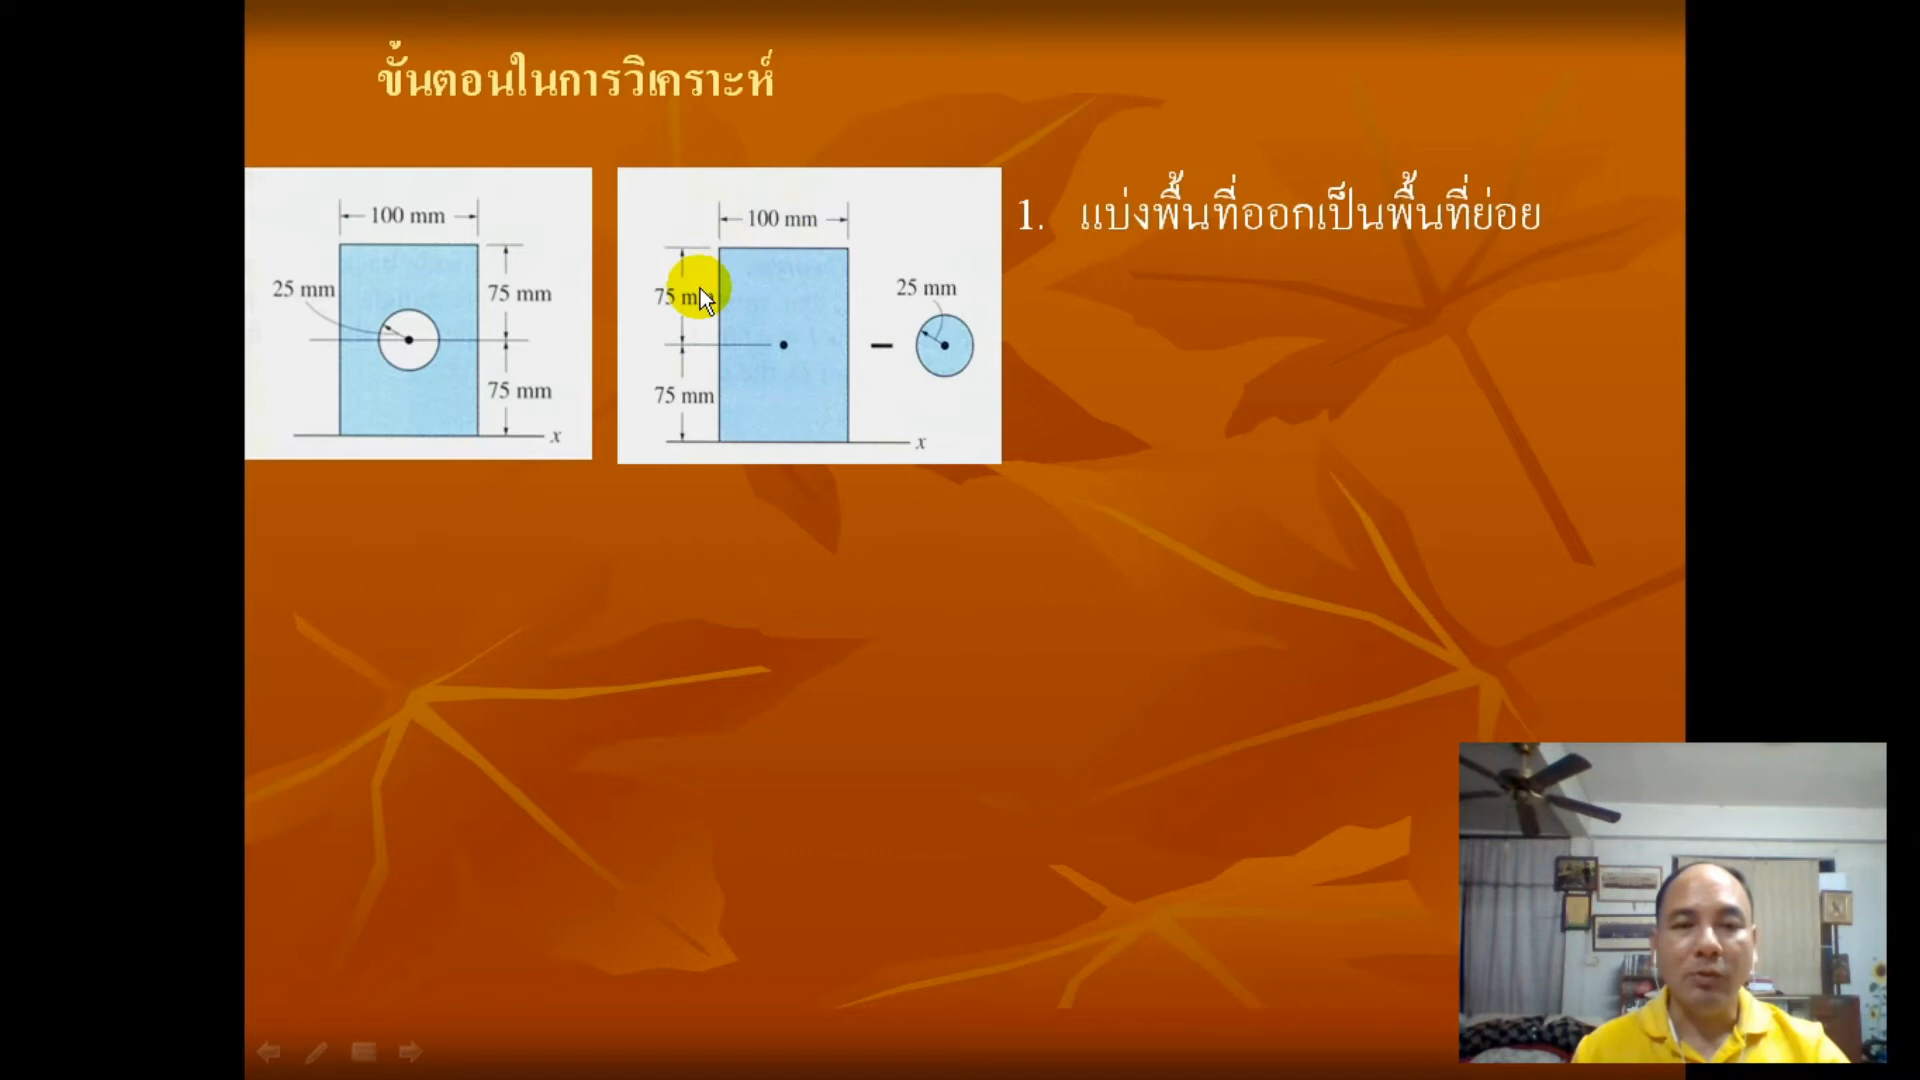 ขั้นตอนในการวิเคราะห์
100 mm
25 mm
75 mm
75 mm
x
100 mm
75 mm
75 mm
25 mm
x
1. แบ่งพื้นที่ออกเป็นพื้นที่ย่อย